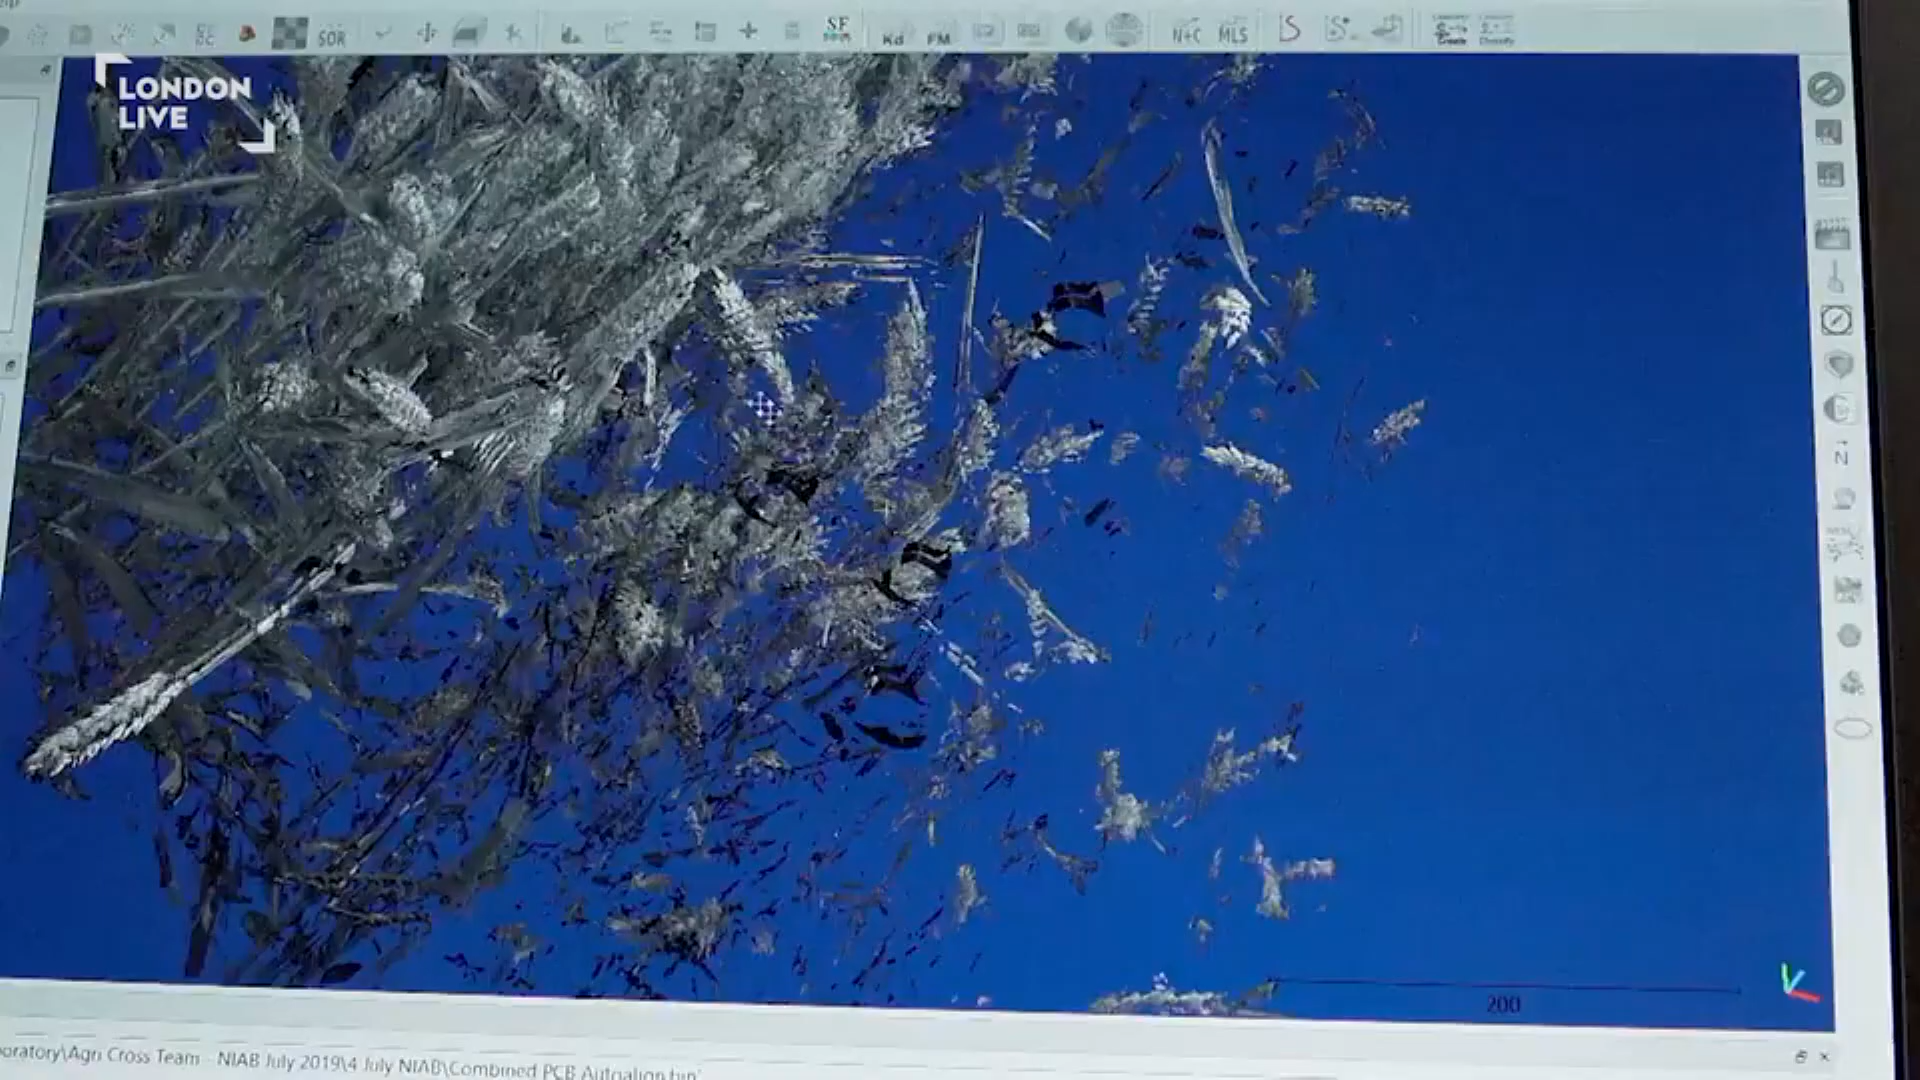 LONDON
LIVE
SOR
SF
Kd
FM
N+C
MLS
N
200
oratory\Agri Cross Team - NIAB July 2019\4 July NIAB\Combined PCB Autoalign.bin'